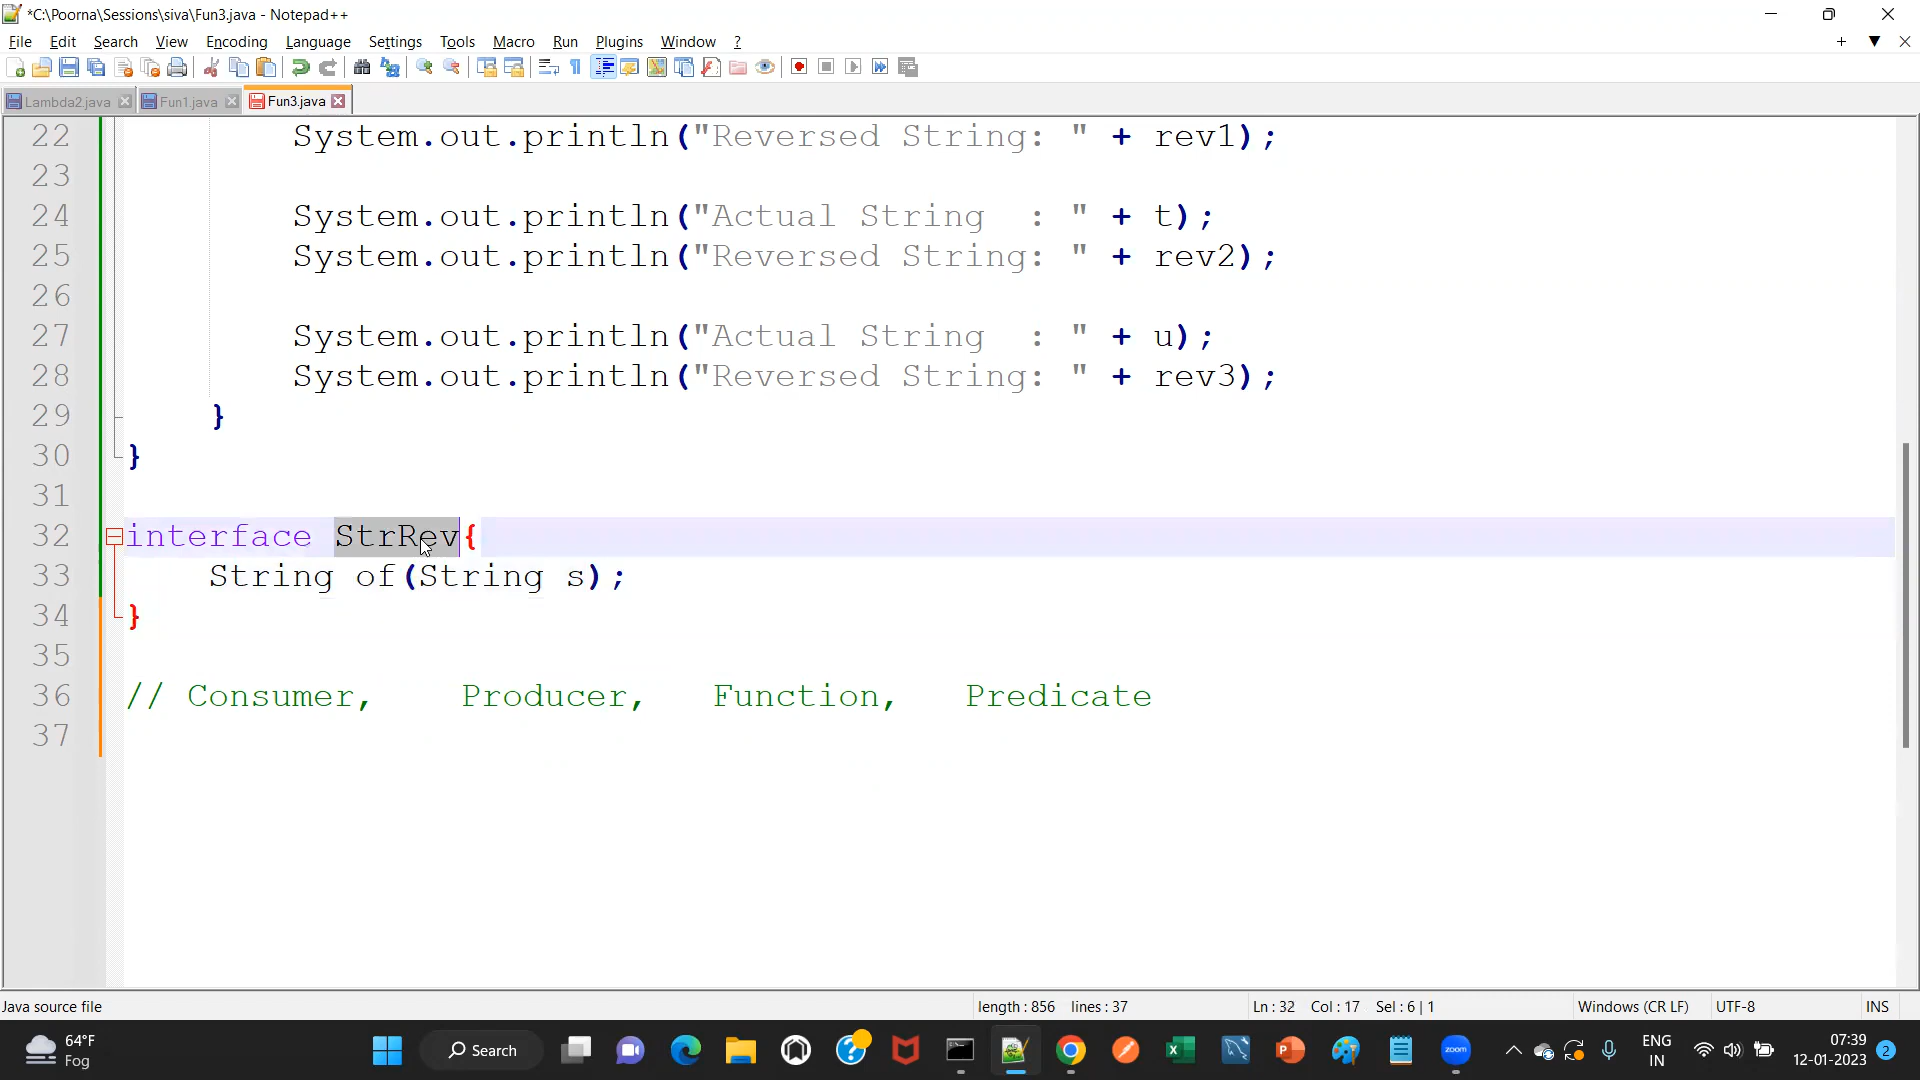 *C:\Poorna\Sessions\siva\Fun3.java - Notepad++
File Edit Search View Encoding Language Settings Tools Macro Run Plugins Window ?
Lambda2.java Fun1.java Fun3.java
22 System.out.println("Reversed String: " + rev1);
23
24 System.out.println("Actual String  : " + t);
25 System.out.println("Reversed String: " + rev2);
26
27 System.out.println("Actual String  : " + u);
28 System.out.println("Reversed String: " + rev3);
29 }
30 }
31
32 interface StrRev{
33 String of(String s);
34 }
35
36 // Consumer,    Producer,   Function,   Predicate
37
Java source file length : 856 lines : 37 Ln : 32 Col : 17 Sel : 6 | 1 Windows (CR LF) UTF-8 INS
64°F
Fog
Search
zoom
ENG
IN
07:39
12-01-2023
2